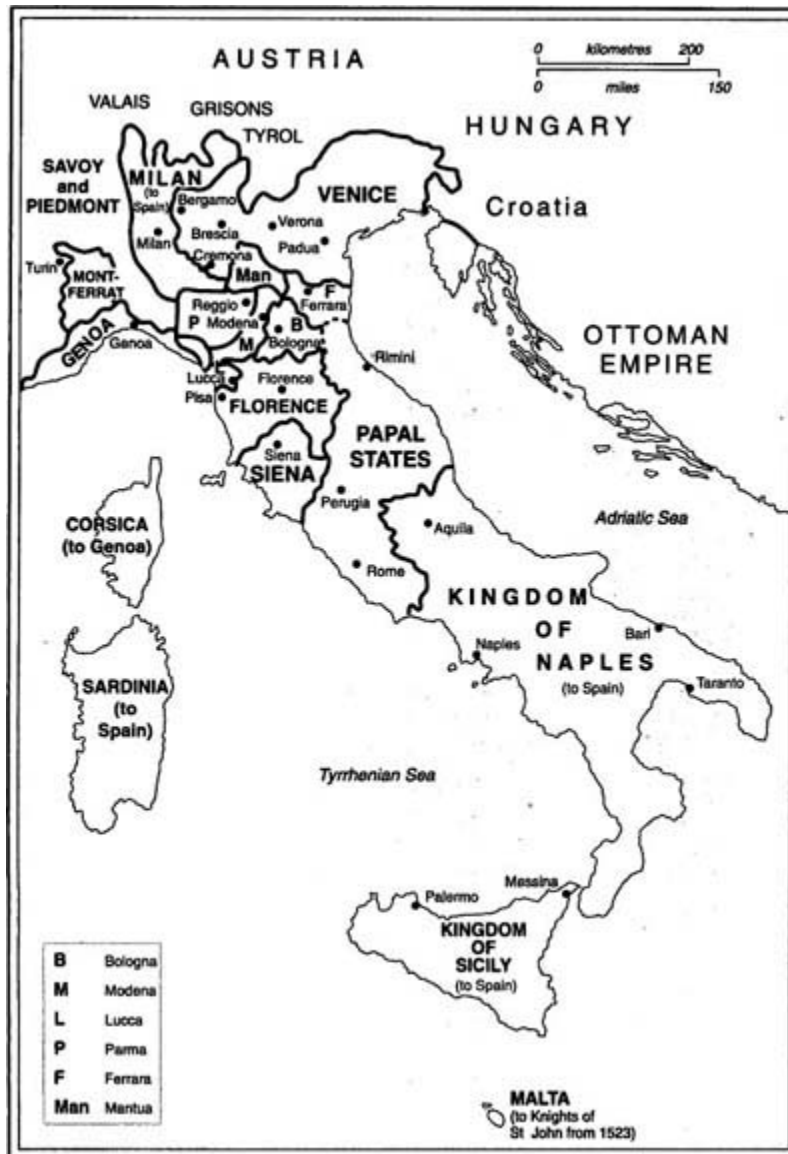 AUSTRIA
0 kilometres 200
0 miles 150
VALAIS
GRISONS
TYROL
HUNGARY
SAVOY
and
PIEDMONT
MILAN
(to
Spain)
Bergamo
VENICE
Croatia
Brescia
Verona
Milan
Padua
Cremona
Turin
MONT-
FERRAT
Man
F
Ferrara
Reggio
P
Modena
B
M
Bologna
GENOA
Genoa
OTTOMAN
EMPIRE
Rimini
Lucca
Florence
Pisa
FLORENCE
PAPAL
STATES
Siena
SIENA
Perugia
Aquila
Adriatic Sea
CORSICA
(to Genoa)
Rome
KINGDOM
OF
NAPLES
(to Spain)
Naples
Bari
Taranto
SARDINIA
(to
Spain)
Tyrrhenian Sea
Messina
Palermo
KINGDOM
OF
SICILY
(to Spain)
B Bologna
M Modena
L Lucca
P Parma
F Ferrara
Man Mantua
MALTA
(to Knights of
St John from 1523)